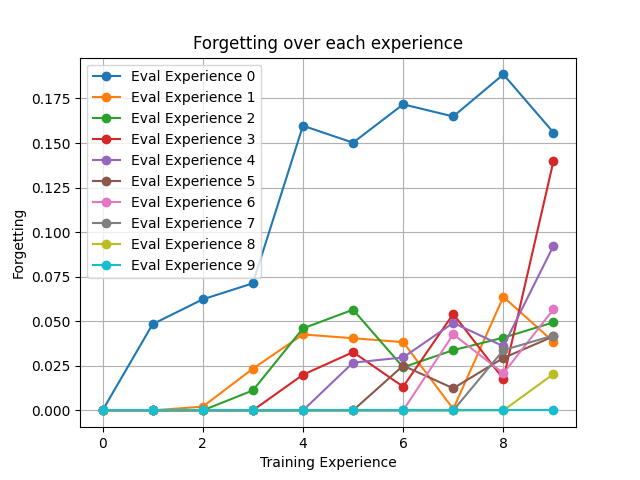 Forgetting over each experience
Eval Experience 0
Eval Experience 1
Eval Experience 2
Eval Experience 3
Eval Experience 4
Eval Experience 5
Eval Experience 6
Eval Experience 7
Eval Experience 8
Eval Experience 9
Forgetting
0.175
0.150
0.125
0.100
0.075
0.050
0.025
0.000
0 2 4 6 8
Training Experience